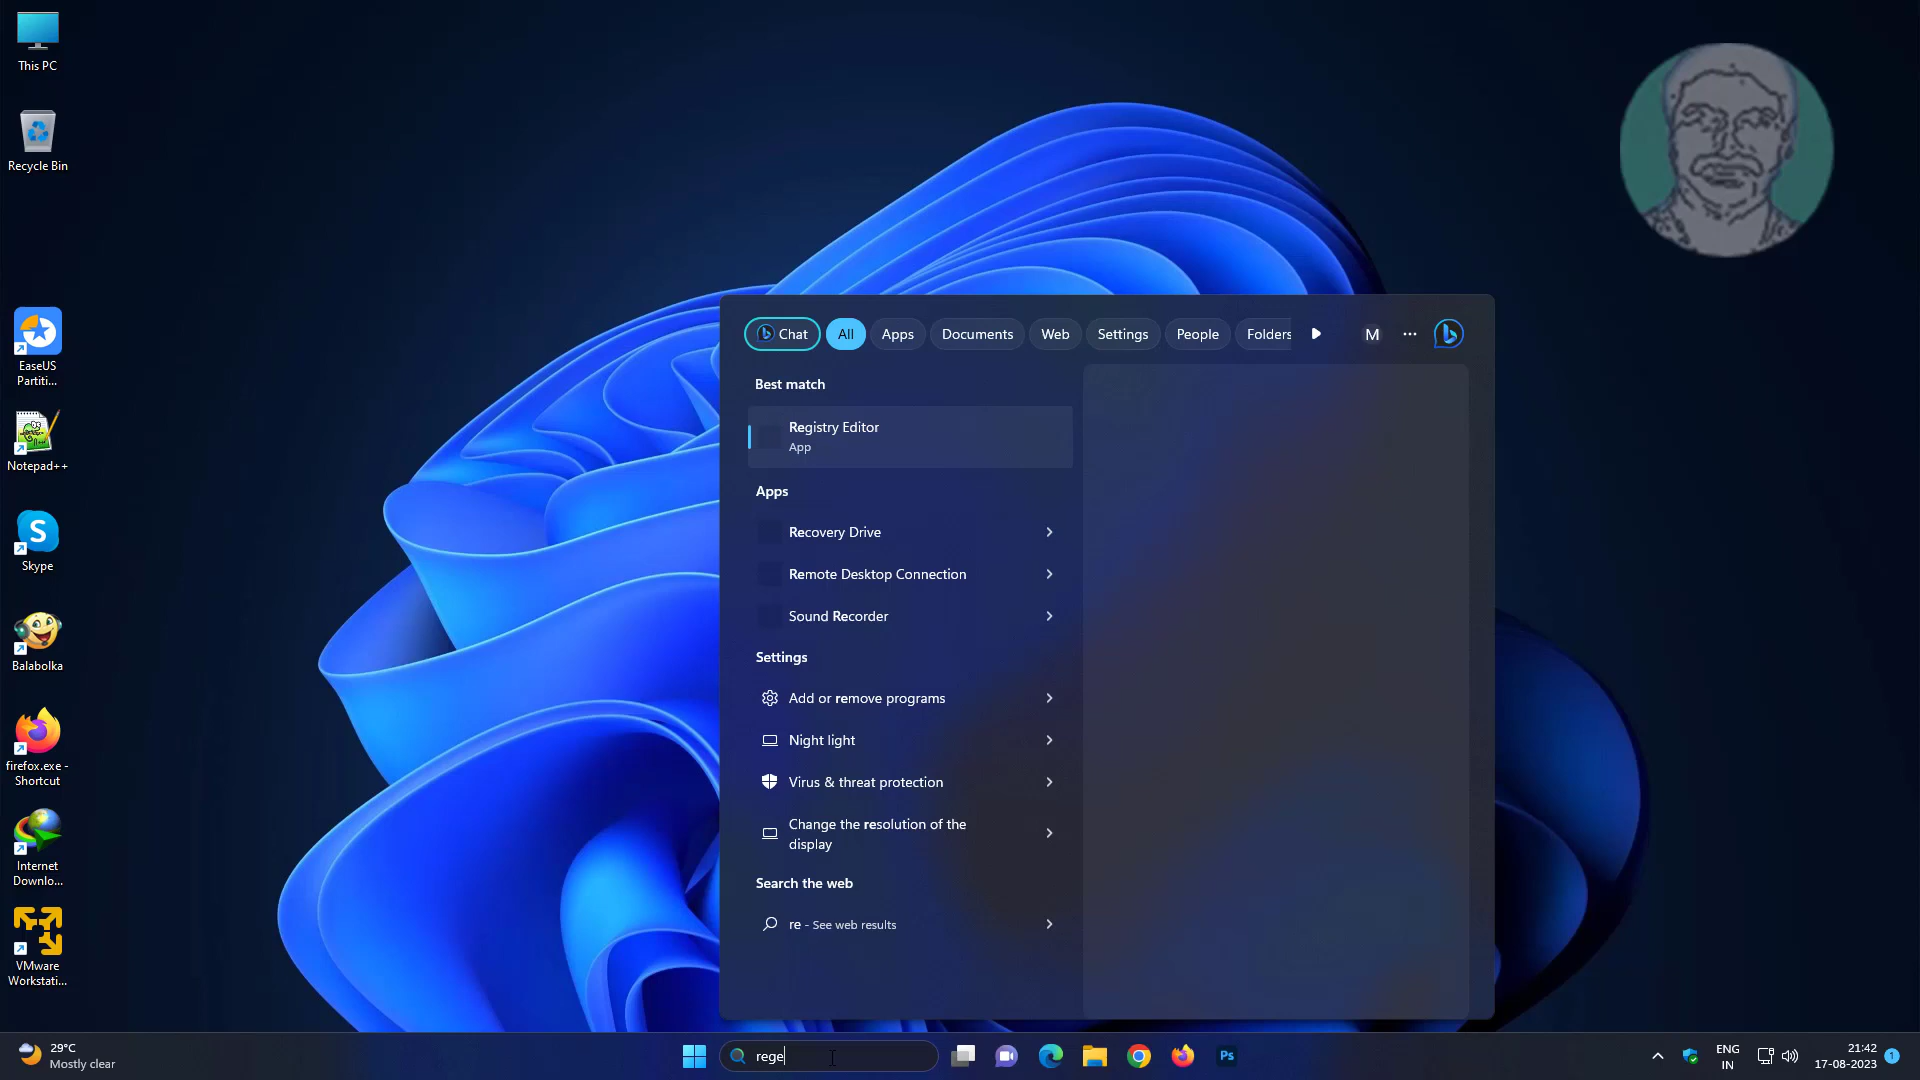 This PC
Recycle Bin
EaseUS
Partiti...
Notepad++
Skype
Balabolka
firefox.exe -
Shortcut
Internet
Downlo...
VMware
Workstati...
Chat
All
Apps
Documents
Web
Settings
People
Folders
M
Best match
Registry Editor
App
Apps
Recovery Drive
Remote Desktop Connection
Sound Recorder
Settings
Add or remove programs
Night light
Virus & threat protection
Change the resolution of the
display
Search the web
re - See web results
29°C
Mostly clear
rege
Ps
ENG
IN
21:42
17-08-2023
1